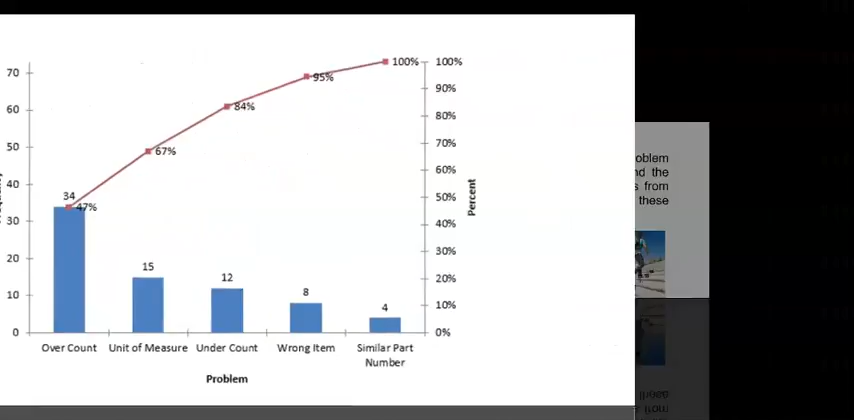 100%
100%
95%
90%
84%
80%
70
70%
67%
60
60%
50
50%
47%
40
40%
34
30
30%
20
20%
15
12
10
10%
8
4
0
0%
Percent
Over Count
Unit of Measure
Under Count
Wrong Item
Similar Part
Number
Problem
the
from
these